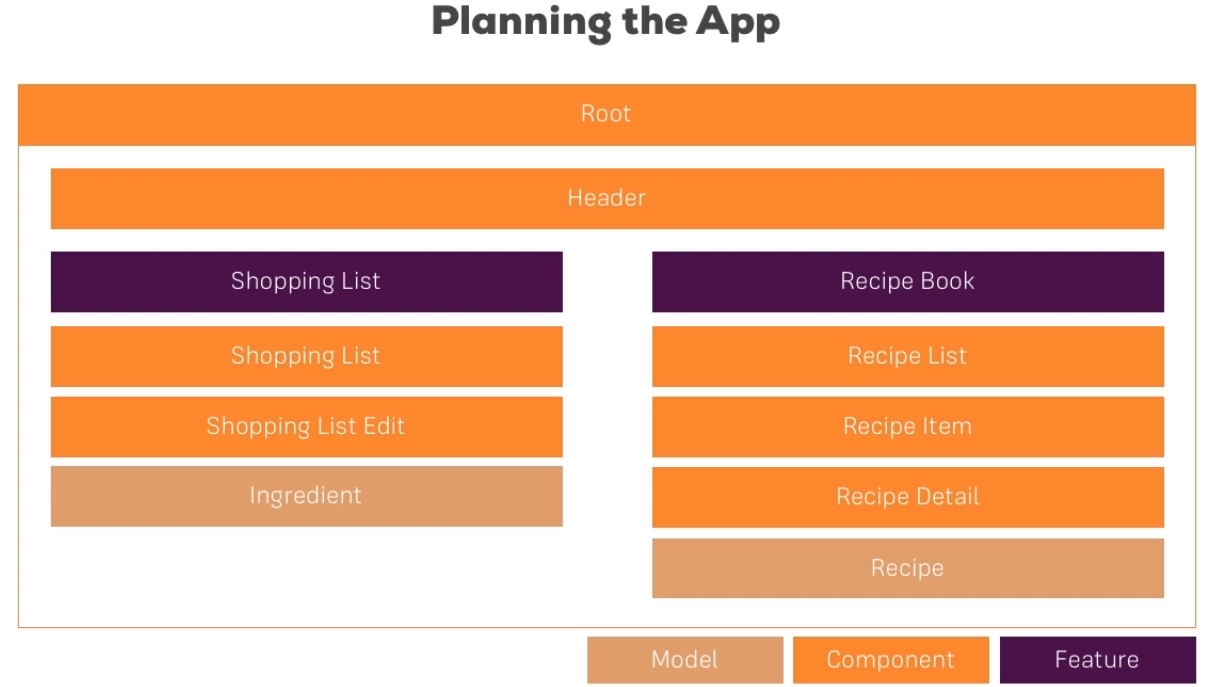 Planning the App
Root
Header
Shopping List
Shopping List
Shopping List Edit
Ingredient
Recipe Book
Recipe List
Recipe Item
Recipe Detail
Recipe
Model
Component
Feature